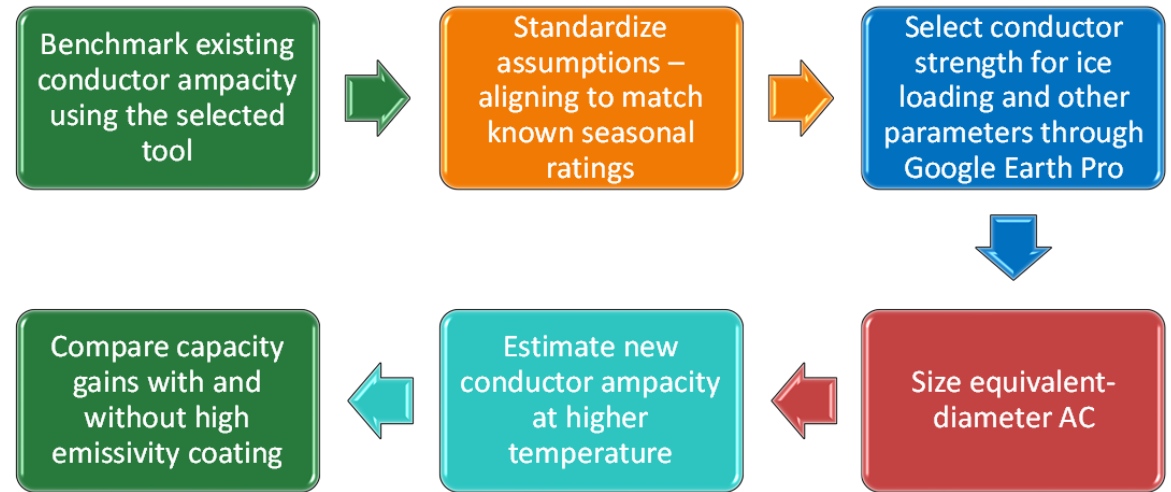 Benchmark existing
conductor ampacity
using the selected
tool
Standardize
assumptions –
aligning to match
known seasonal
ratings
Select conductor
strength for ice
loading and other
parameters through
Google Earth Pro
Size equivalent-
diameter AC
Estimate new
conductor ampacity
at higher
temperature
Compare capacity
gains with and
without high
emissivity coating